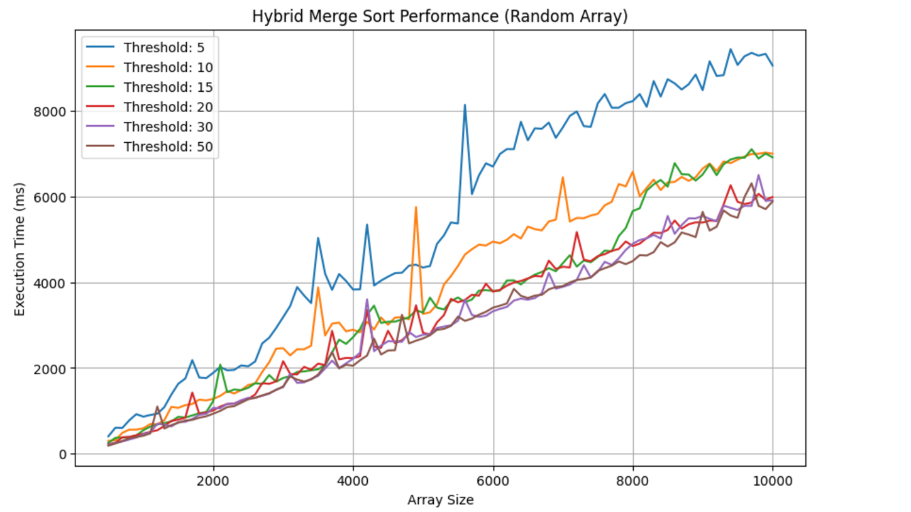 Hybrid Merge Sort Performance (Random Array)
Threshold: 5
Threshold: 10
Threshold: 15
Threshold: 20
Threshold: 30
Threshold: 50
8000
6000
4000
2000
0
Execution Time (ms)
2000 4000 6000 8000 10000
Array Size